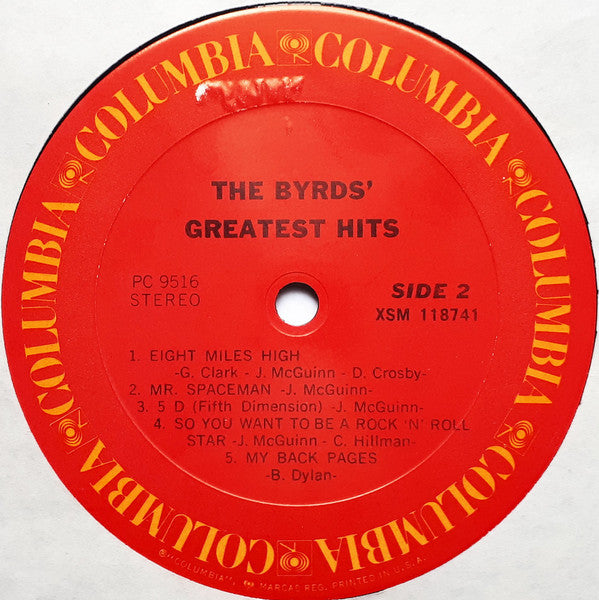 COLUMBIA COLUMBIA COLUMBIA COLUMBIA COLUMBIA COLUMBIA
THE BYRDS'
GREATEST HITS
PC 9516
STEREO
SIDE 2
XSM 118741
1. EIGHT MILES HIGH
-G. Clark - J. McGuinn - D. Crosby-
2. MR. SPACEMAN -J. McGuinn-
3. 5 D (Fifth Dimension) -J. McGuinn-
4. SO YOU WANT TO BE A ROCK 'N' ROLL
STAR -J. McGuinn - C. Hillman-
5. MY BACK PAGES
-B. Dylan-
"COLUMBIA", MARCAS REG. PRINTED IN U.S.A.